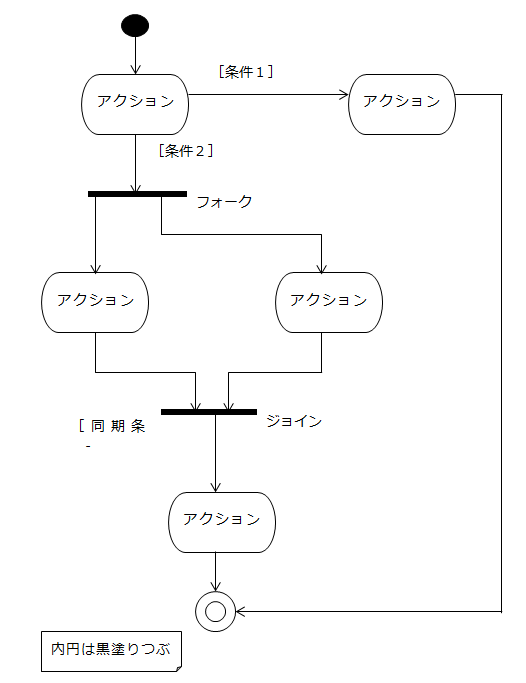 ［条件１］
アクション
アクション
［条件２］
フォーク
アクション
アクション
［同期条
ジョイン
アクション
内円は黒塗りつぶ